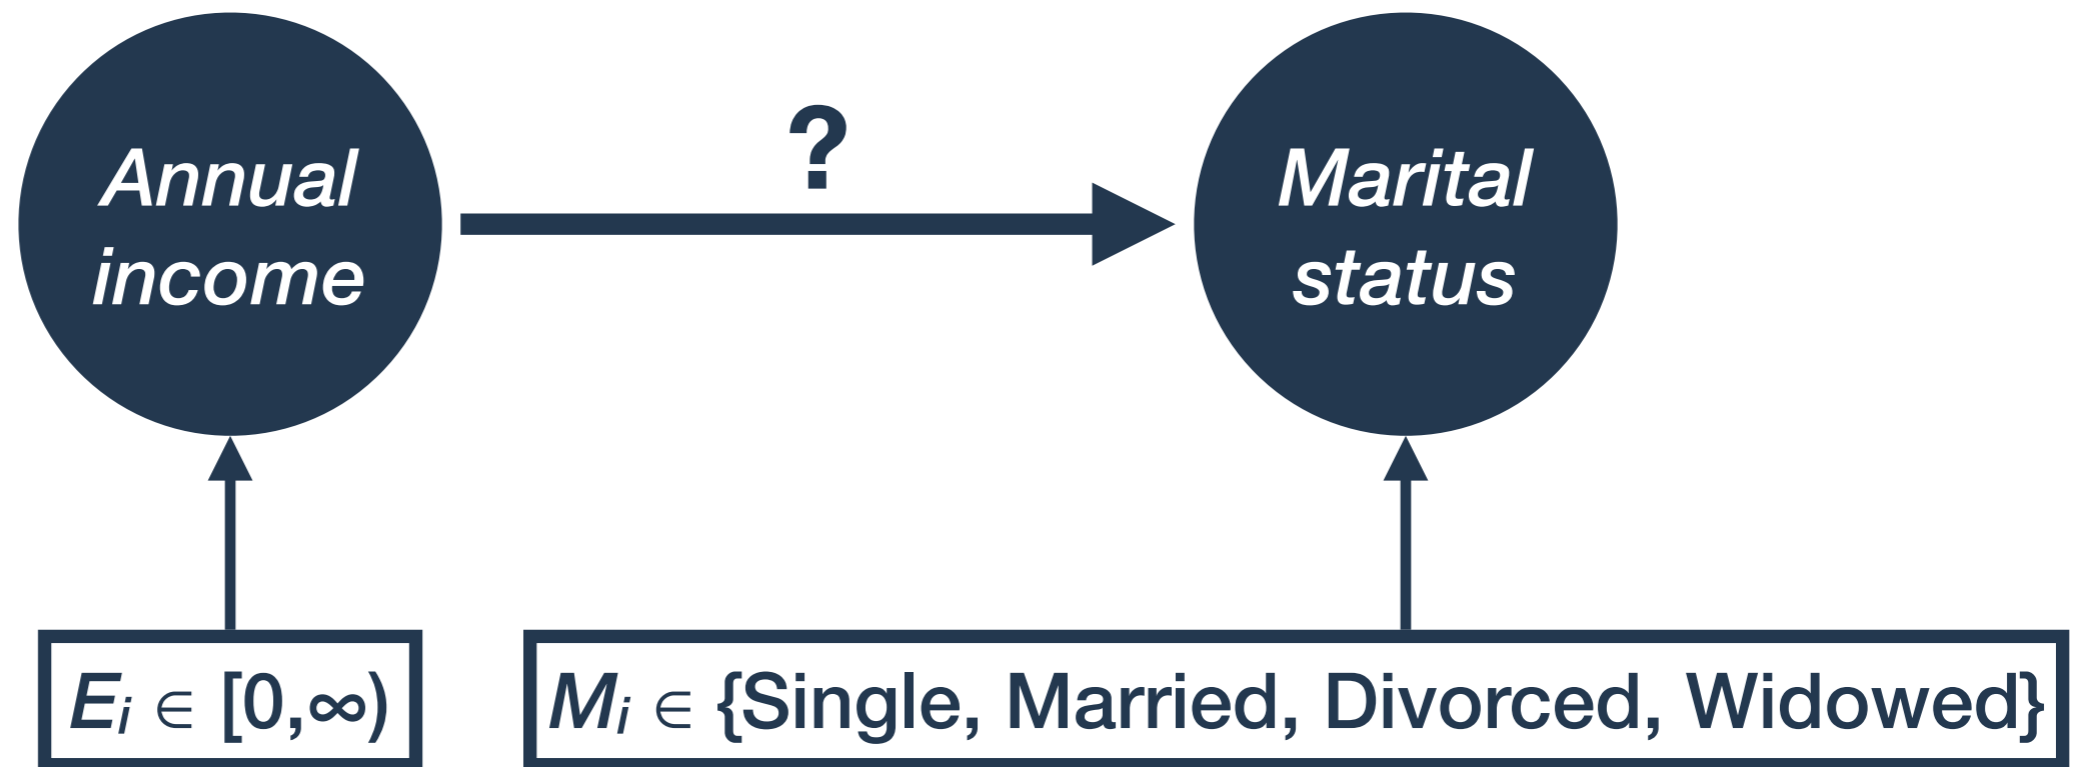 Annual
income
?
Marital
status
Eᵢ ∈ [0,∞)
Mᵢ ∈ {Single, Married, Divorced, Widowed}